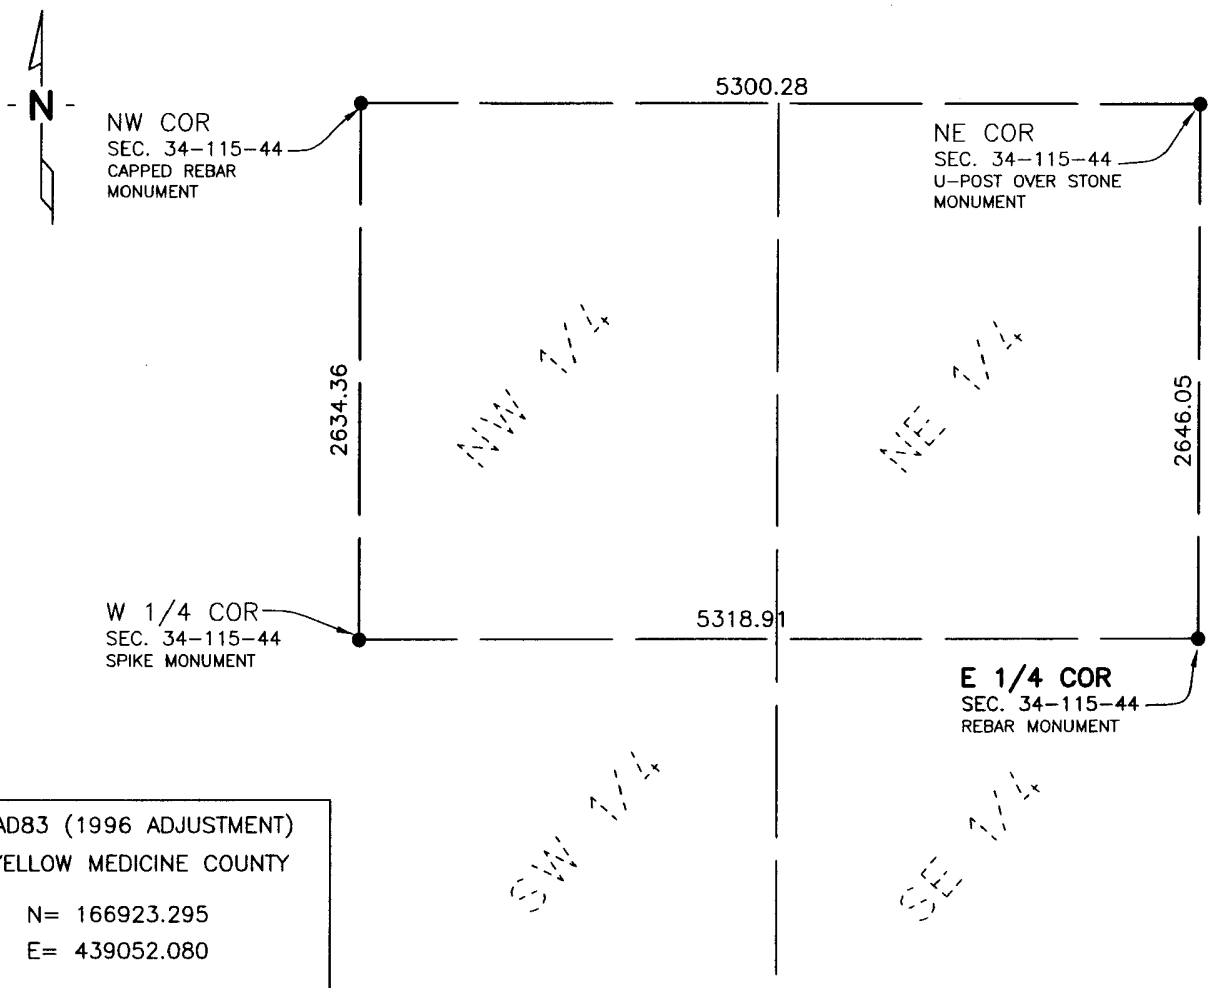 N
5300.28
NW COR
SEC. 34-115-44
CAPPED REBAR
MONUMENT
NE COR
SEC. 34-115-44
U-POST OVER STONE
MONUMENT
NW 1/4
NE 1/4
2634.36
2646.05
W 1/4 COR
SEC. 34-115-44
SPIKE MONUMENT
5318.91
E 1/4 COR
SEC. 34-115-44
REBAR MONUMENT
SW 1/4
SE 1/4
AD83 (1996 ADJUSTMENT)
YELLOW MEDICINE COUNTY
N= 166923.295
E= 439052.080